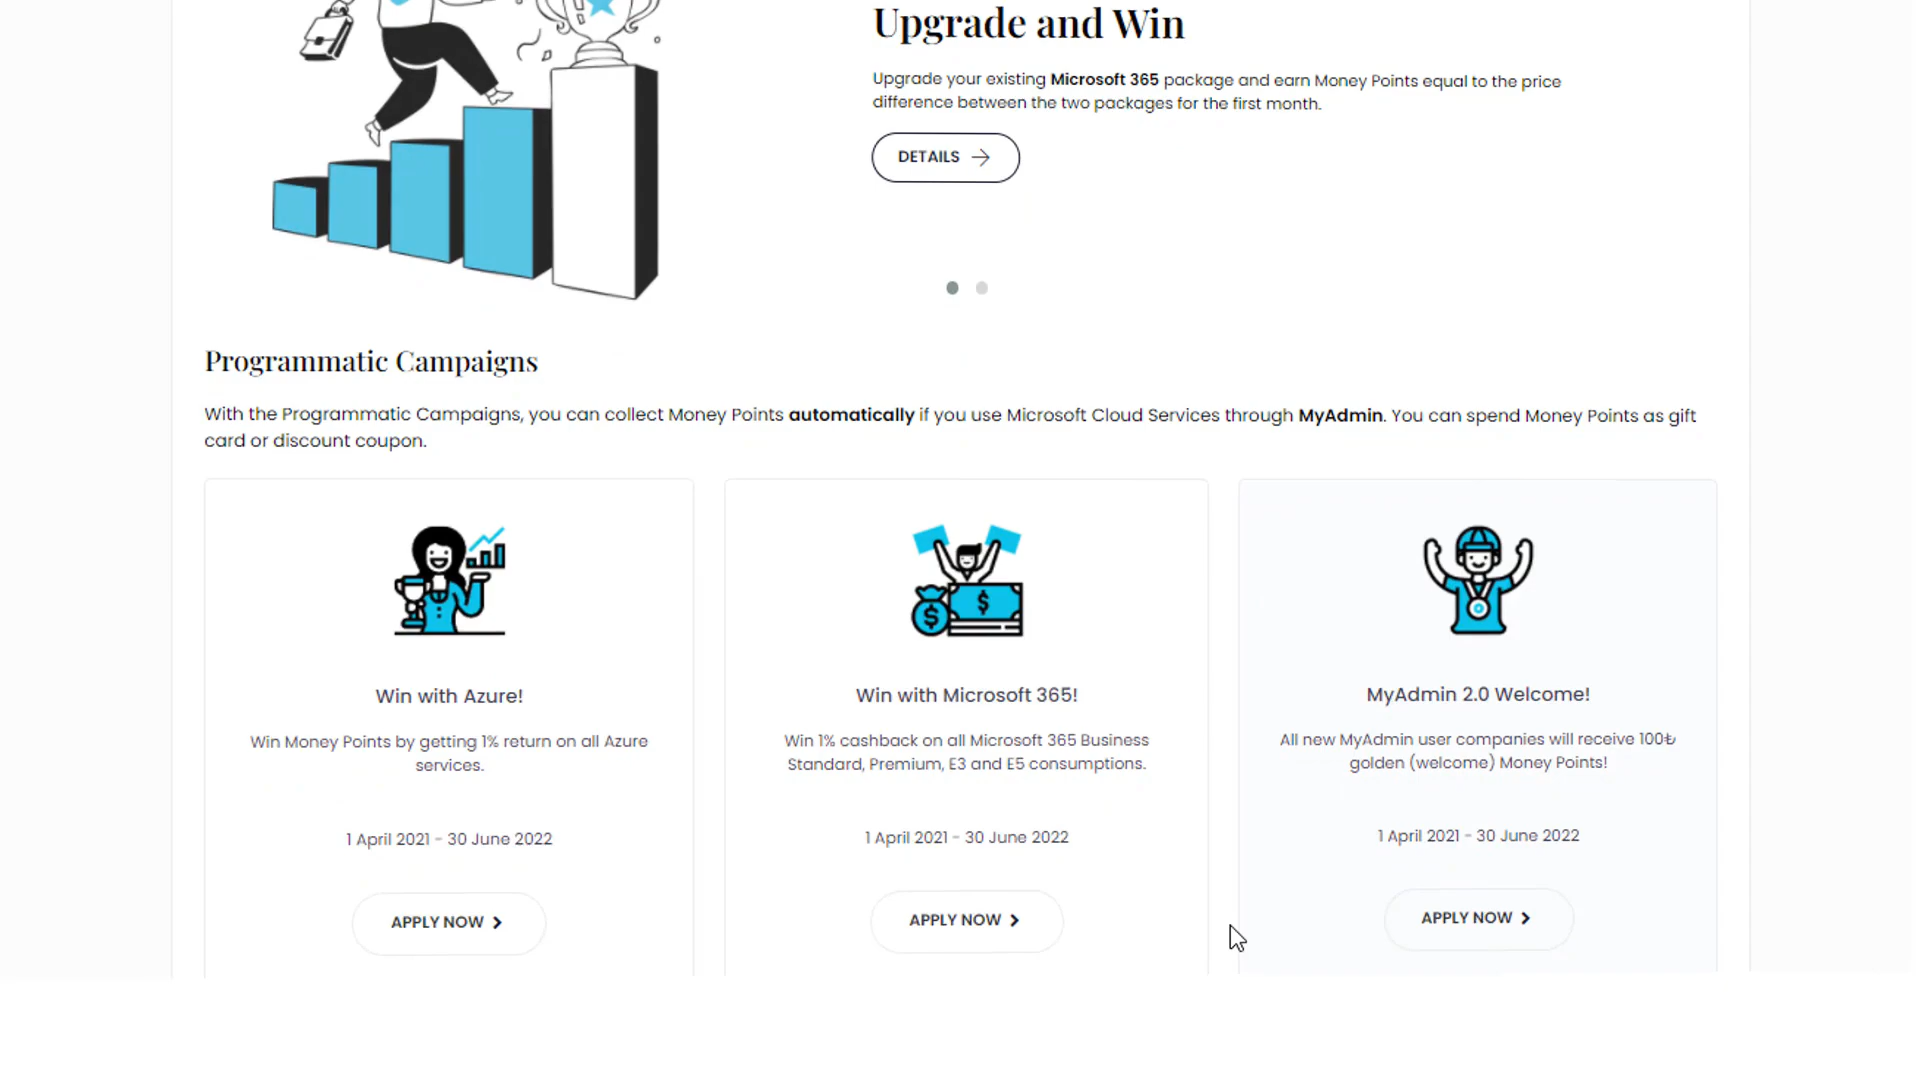 Upgrade and Win
Upgrade your existing Microsoft 365 package and earn Money Points equal to the price
difference between the two packages for the first month.
DETAILS
Programmatic Campaigns
With the Programmatic Campaigns, you can collect Money Points automatically if you use Microsoft Cloud Services through MyAdmin. You can spend Money Points as gift
card or discount coupon.
Win with Azure!
Win Money Points by getting 1% return on all Azure
services.
1 April 2021 - 30 June 2022
APPLY NOW
Win with Microsoft 365!
Win 1% cashback on all Microsoft 365 Business
Standard, Premium, E3 and E5 consumptions.
1 April 2021 - 30 June 2022
APPLY NOW
MyAdmin 2.0 Welcome!
All new MyAdmin user companies will receive 100₺
golden (welcome) Money Points!
1 April 2021 - 30 June 2022
APPLY NOW